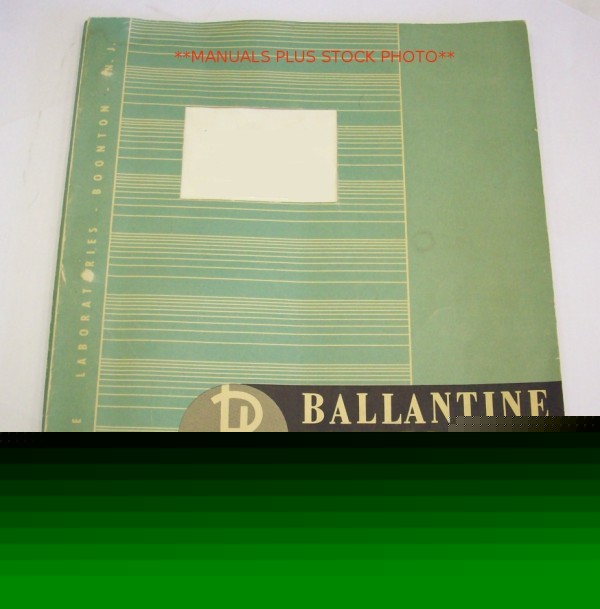 **MANUALS PLUS STOCK PHOTO**
LABORATORIES - BOONTON - N. J.
BALLANTINE